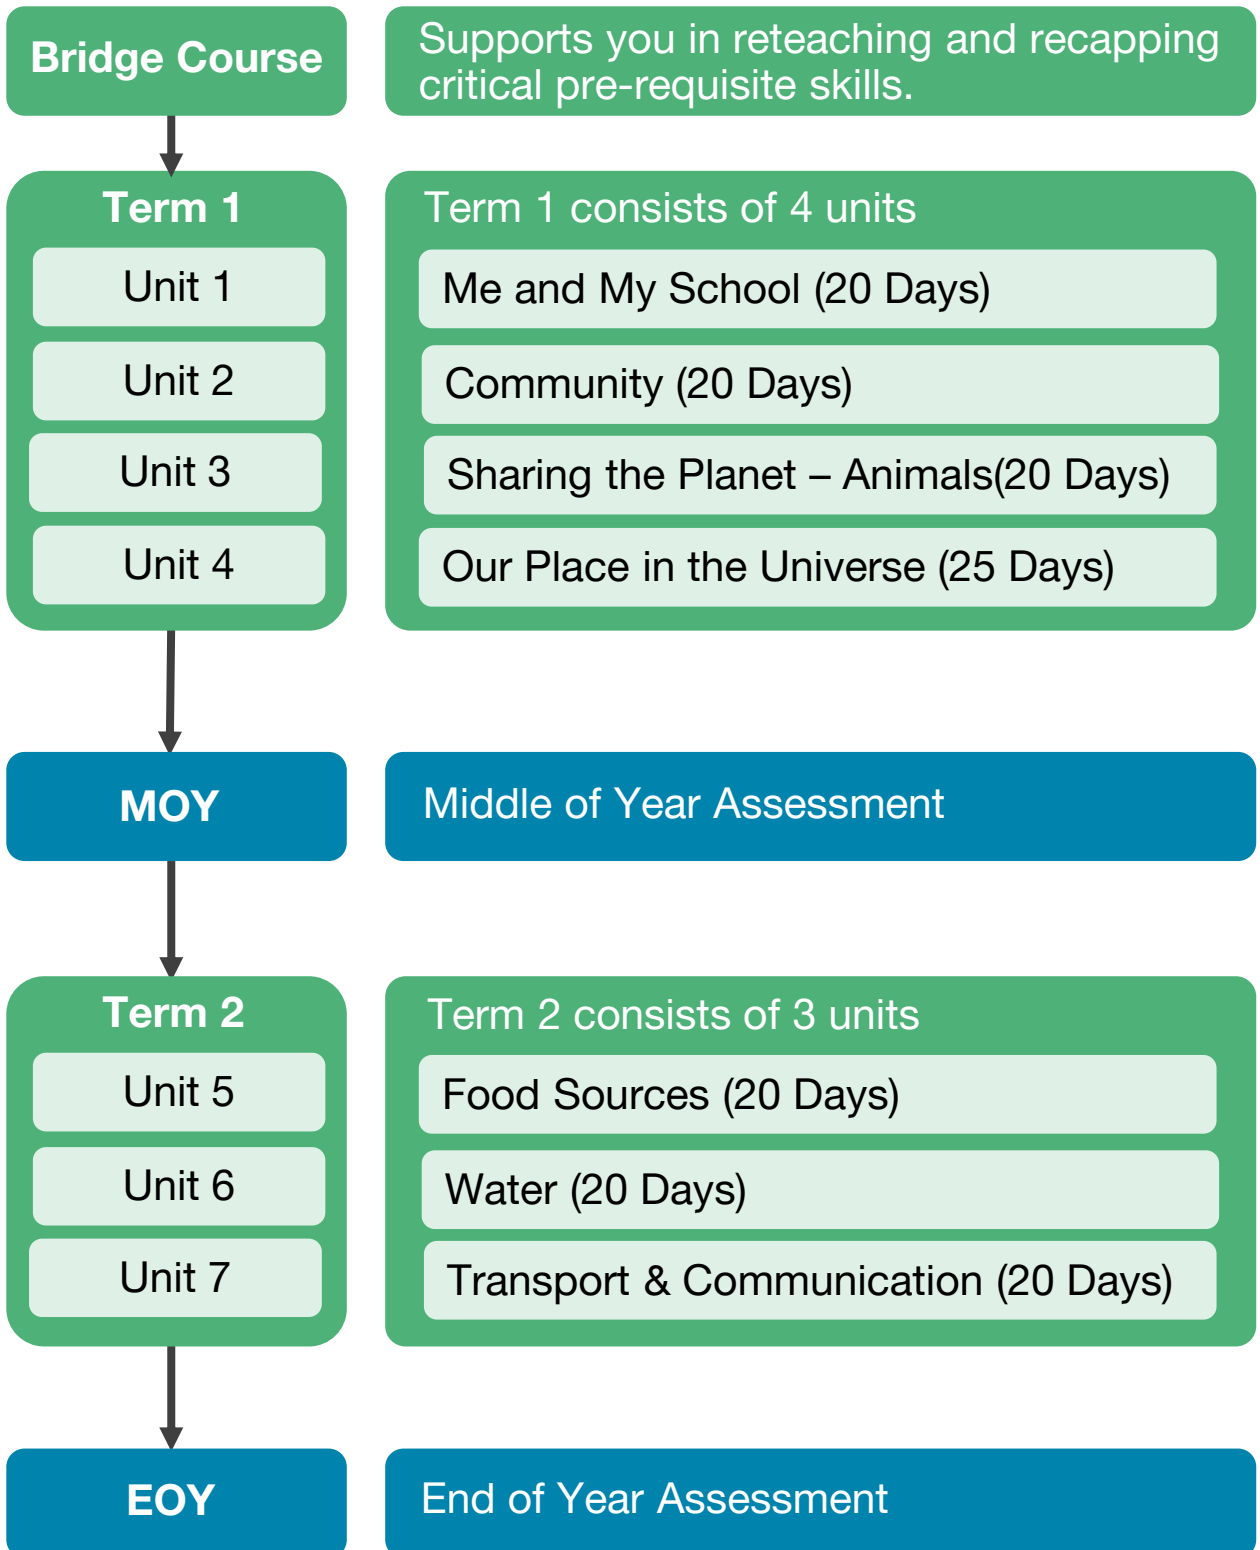 Bridge Course
Supports you in reteaching and recapping
critical pre-requisite skills.
Term 1
Term 1 consists of 4 units
Unit 1
Me and My School (20 Days)
Unit 2
Community (20 Days)
Unit 3
Sharing the Planet – Animals(20 Days)
Unit 4
Our Place in the Universe (25 Days)
MOY
Middle of Year Assessment
Term 2
Term 2 consists of 3 units
Unit 5
Food Sources (20 Days)
Unit 6
Water (20 Days)
Unit 7
Transport & Communication (20 Days)
EOY
End of Year Assessment